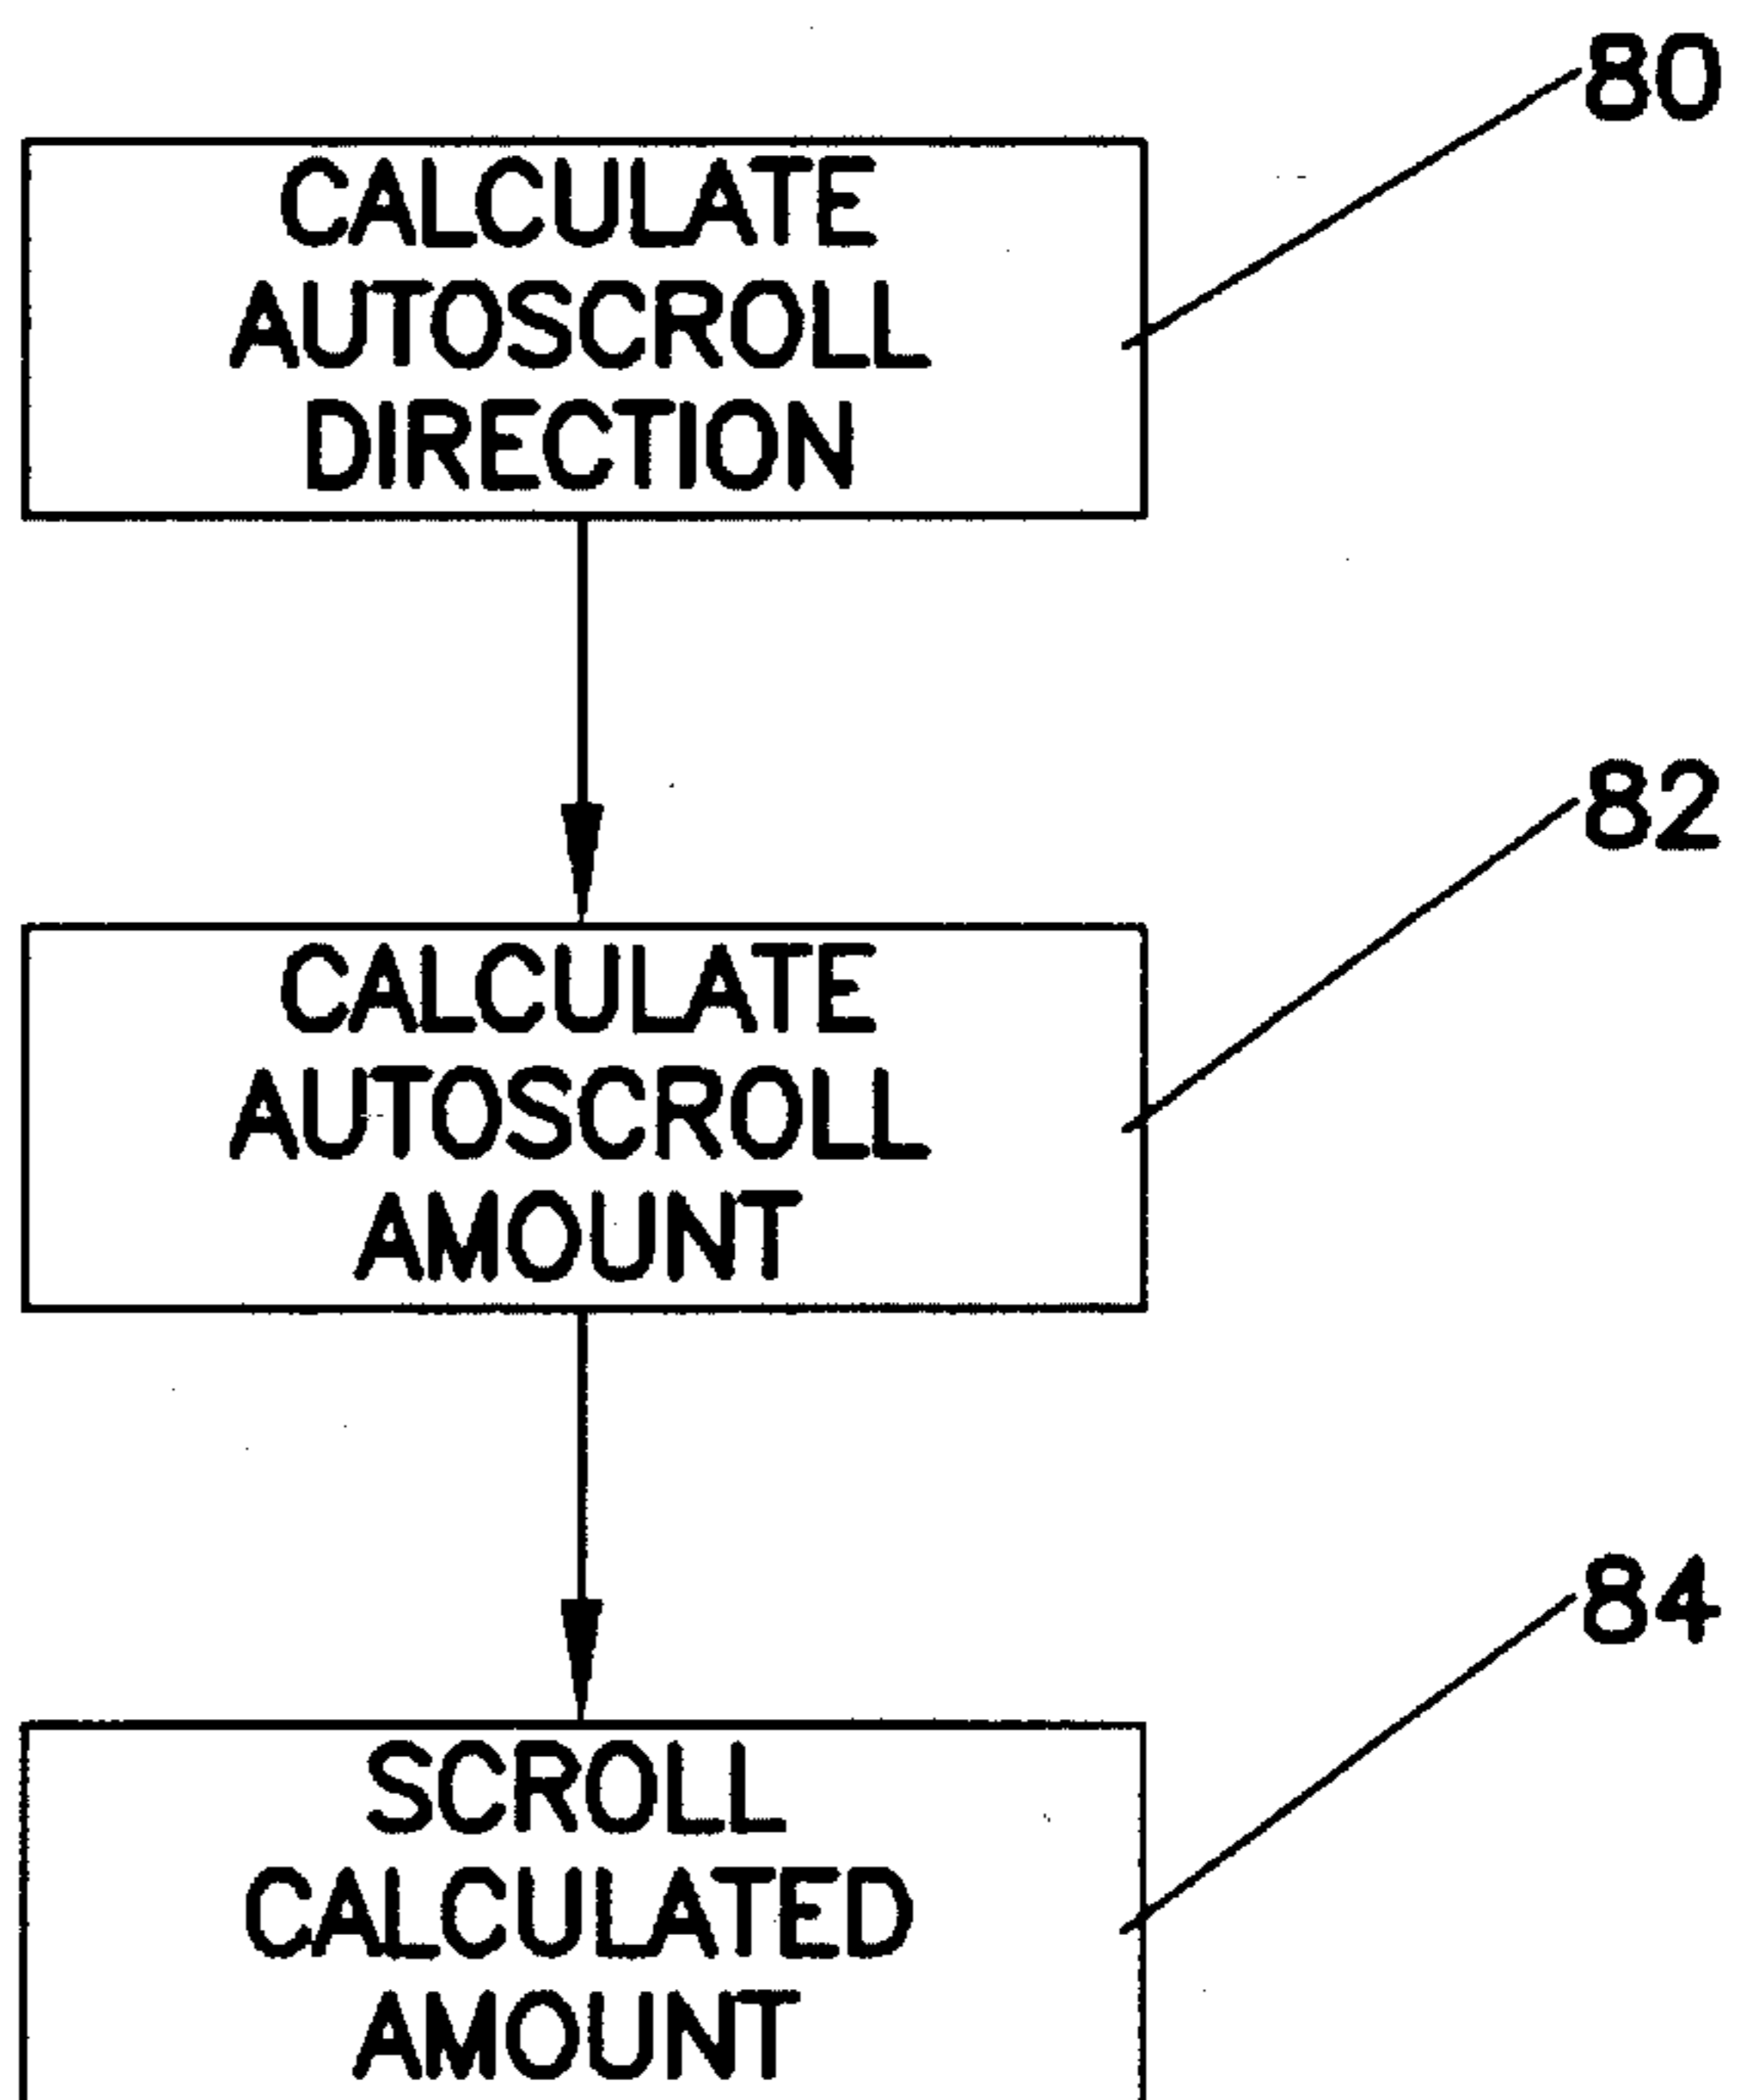 80
CALCULATE
AUTOSCROLL
DIRECTION
82
CALCULATE
AUTOSCROLL
AMOUNT
84
SCROLL
CALCULATED
AMOUNT